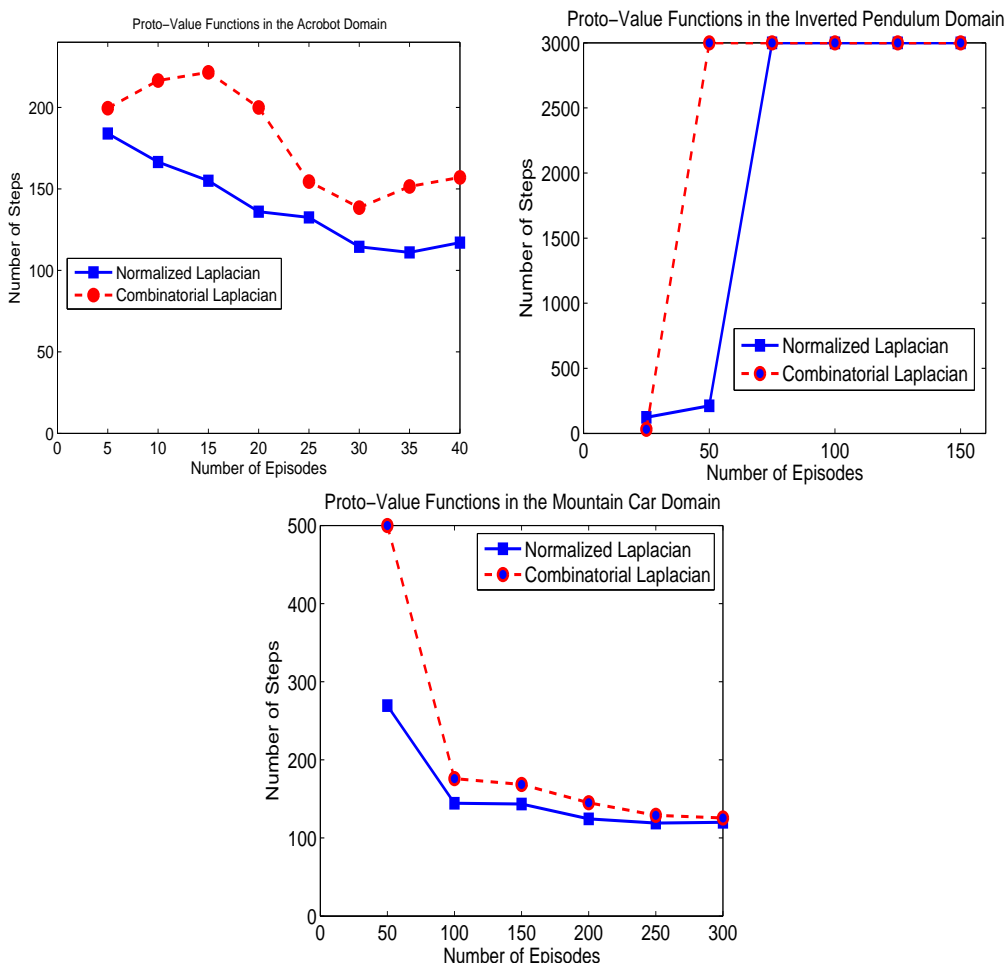 Proto-Value Functions in the Acrobot Domain
Number of Steps
200
150
100
50
0
Normalized Laplacian
Combinatorial Laplacian
0 5 10 15 20 25 30 35 40
Number of Episodes
Proto-Value Functions in the Inverted Pendulum Domain
Number of Steps
3000
2500
2000
1500
1000
500
0
Normalized Laplacian
Combinatorial Laplacian
0 50 100 150
Number of Episodes
Proto-Value Functions in the Mountain Car Domain
Number of Steps
500
400
300
200
100
0
Normalized Laplacian
Combinatorial Laplacian
0 50 100 150 200 250 300
Number of Episodes